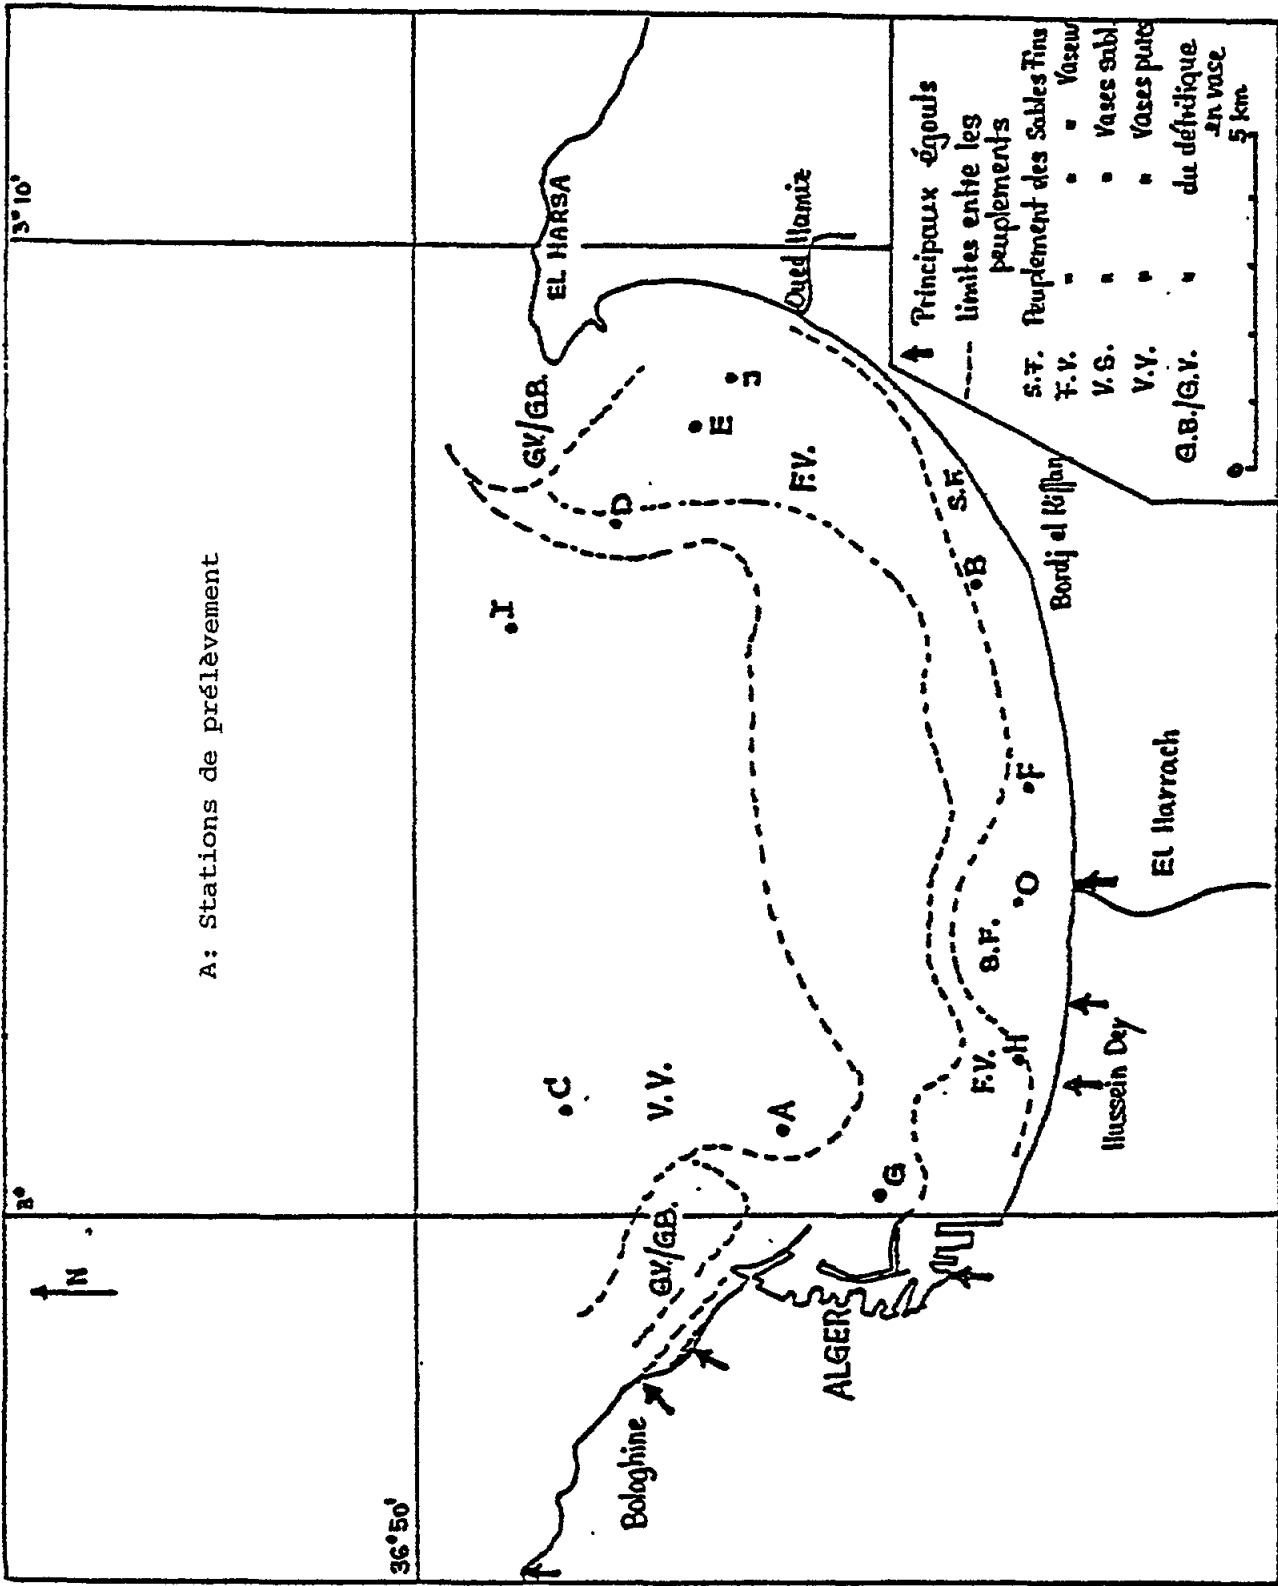 A: Stations de prélèvement
3°
3°10'
36°50'
N
EL MARSA
GV/GB.
J
E
D
I
F.V.
S.F.
B
Oued Hamiz
Bordj el Kiffan
C
V.V.
A
G
GV/GB.
F.V.
H
S.F.
O
F
El Harrach
Hussein Dey
ALGER
Bologhine
Principaux égouts
---- limites entre les
peuplements
S.F. Peuplement des Sables Fins
F.V. " " " Vaseux
V.S. " " Vases sabl.
V.V. " " Vases pures
G.B./G.V. " du détritique
en vase
0 5 km